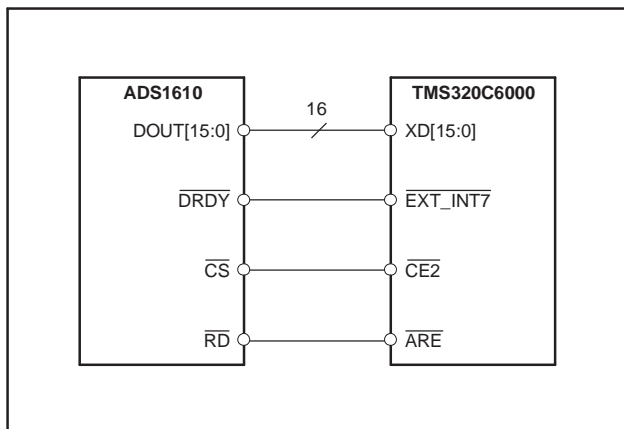 ADS1610 TMS320C6000
16
DOUT[15:0] XD[15:0]
DRDY EXT_INT7
CS CE2
RD ARE